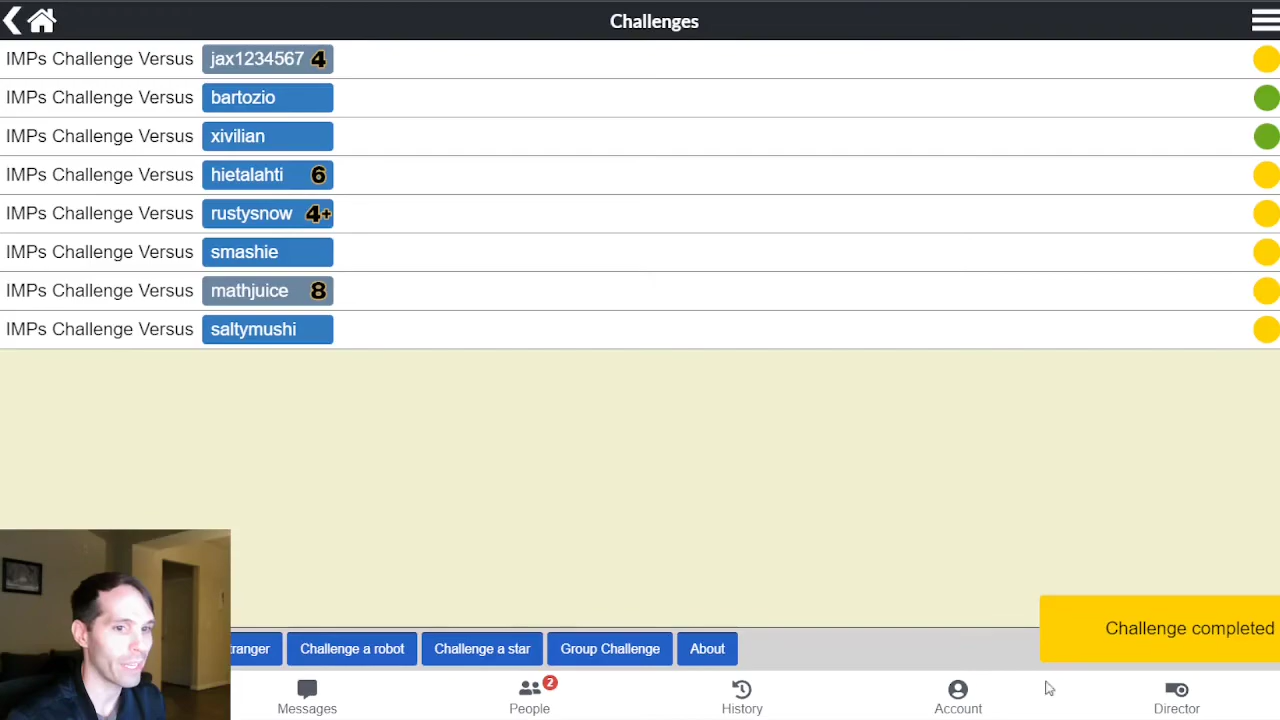 Challenges
IMPs Challenge Versus jax1234567 4
IMPs Challenge Versus bartozio
IMPs Challenge Versus xivilian
IMPs Challenge Versus hietalahti 6
IMPs Challenge Versus rustysnow 4+
IMPs Challenge Versus smashie
IMPs Challenge Versus mathjuice 8
IMPs Challenge Versus saltymushi
Challenge completed
tranger Challenge a robot Challenge a star Group Challenge About
2
Messages People History Account Director